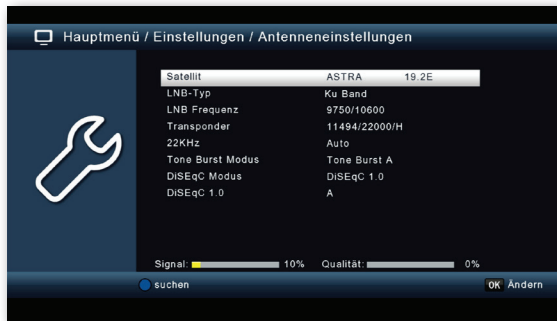 Hauptmenü / Einstellungen / Antenneneinstellungen
Satellit ASTRA 19.2E
LNB-Typ Ku Band
LNB Frequenz 9750/10600
Transponder 11494/22000/H
22KHz Auto
Tone Burst Modus Tone Burst A
DiSEqC Modus DiSEqC 1.0
DiSEqC 1.0 A
Signal: 10% Qualität: 0%
suchen OK Ändern